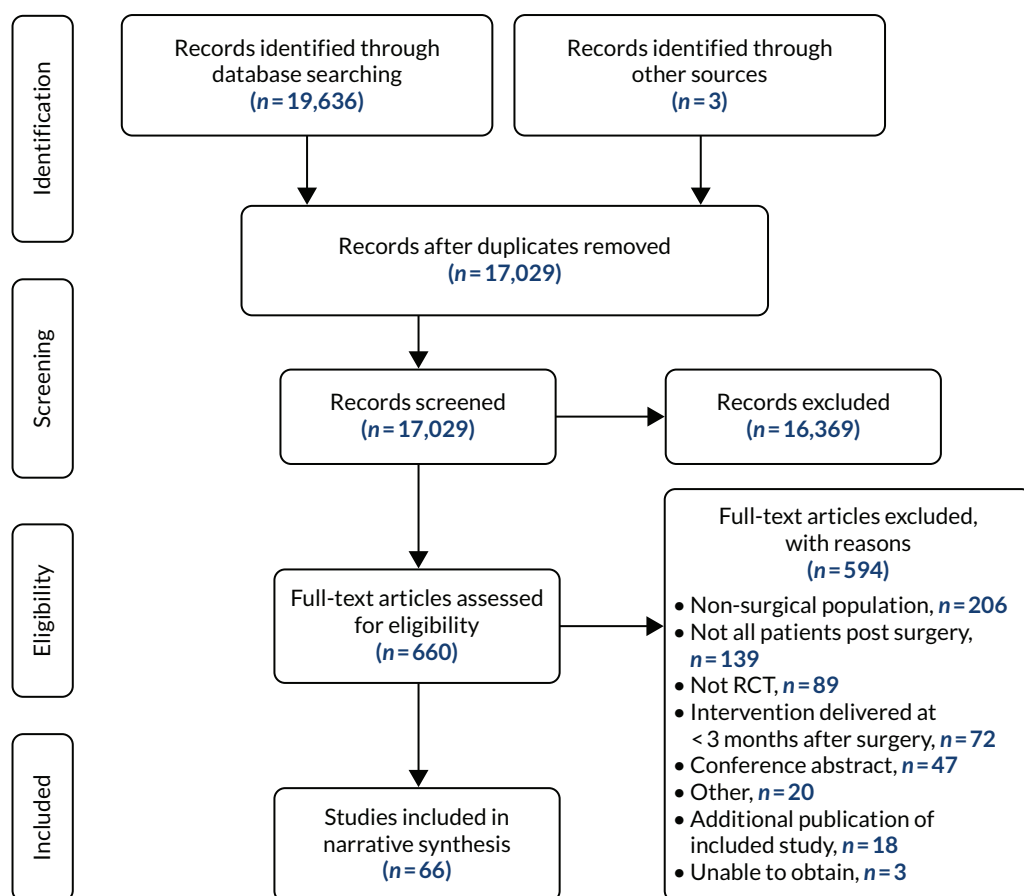 Identification
Records identified through
database searching
(n=19,636)
Records identified through
other sources
(n=3)
Records after duplicates removed
(n=17,029)
Screening
Records screened
(n=17,029)
Records excluded
(n=16,369)
Eligibility
Full-text articles assessed
for eligibility
(n=660)
Full-text articles excluded,
with reasons
(n=594)
• Non-surgical population, n=206
• Not all patients post surgery,
n=139
• Not RCT, n=89
• Intervention delivered at
<3 months after surgery, n=72
• Conference abstract, n=47
• Other, n=20
• Additional publication of
included study, n=18
• Unable to obtain, n=3
Included
Studies included in
narrative synthesis
(n=66)